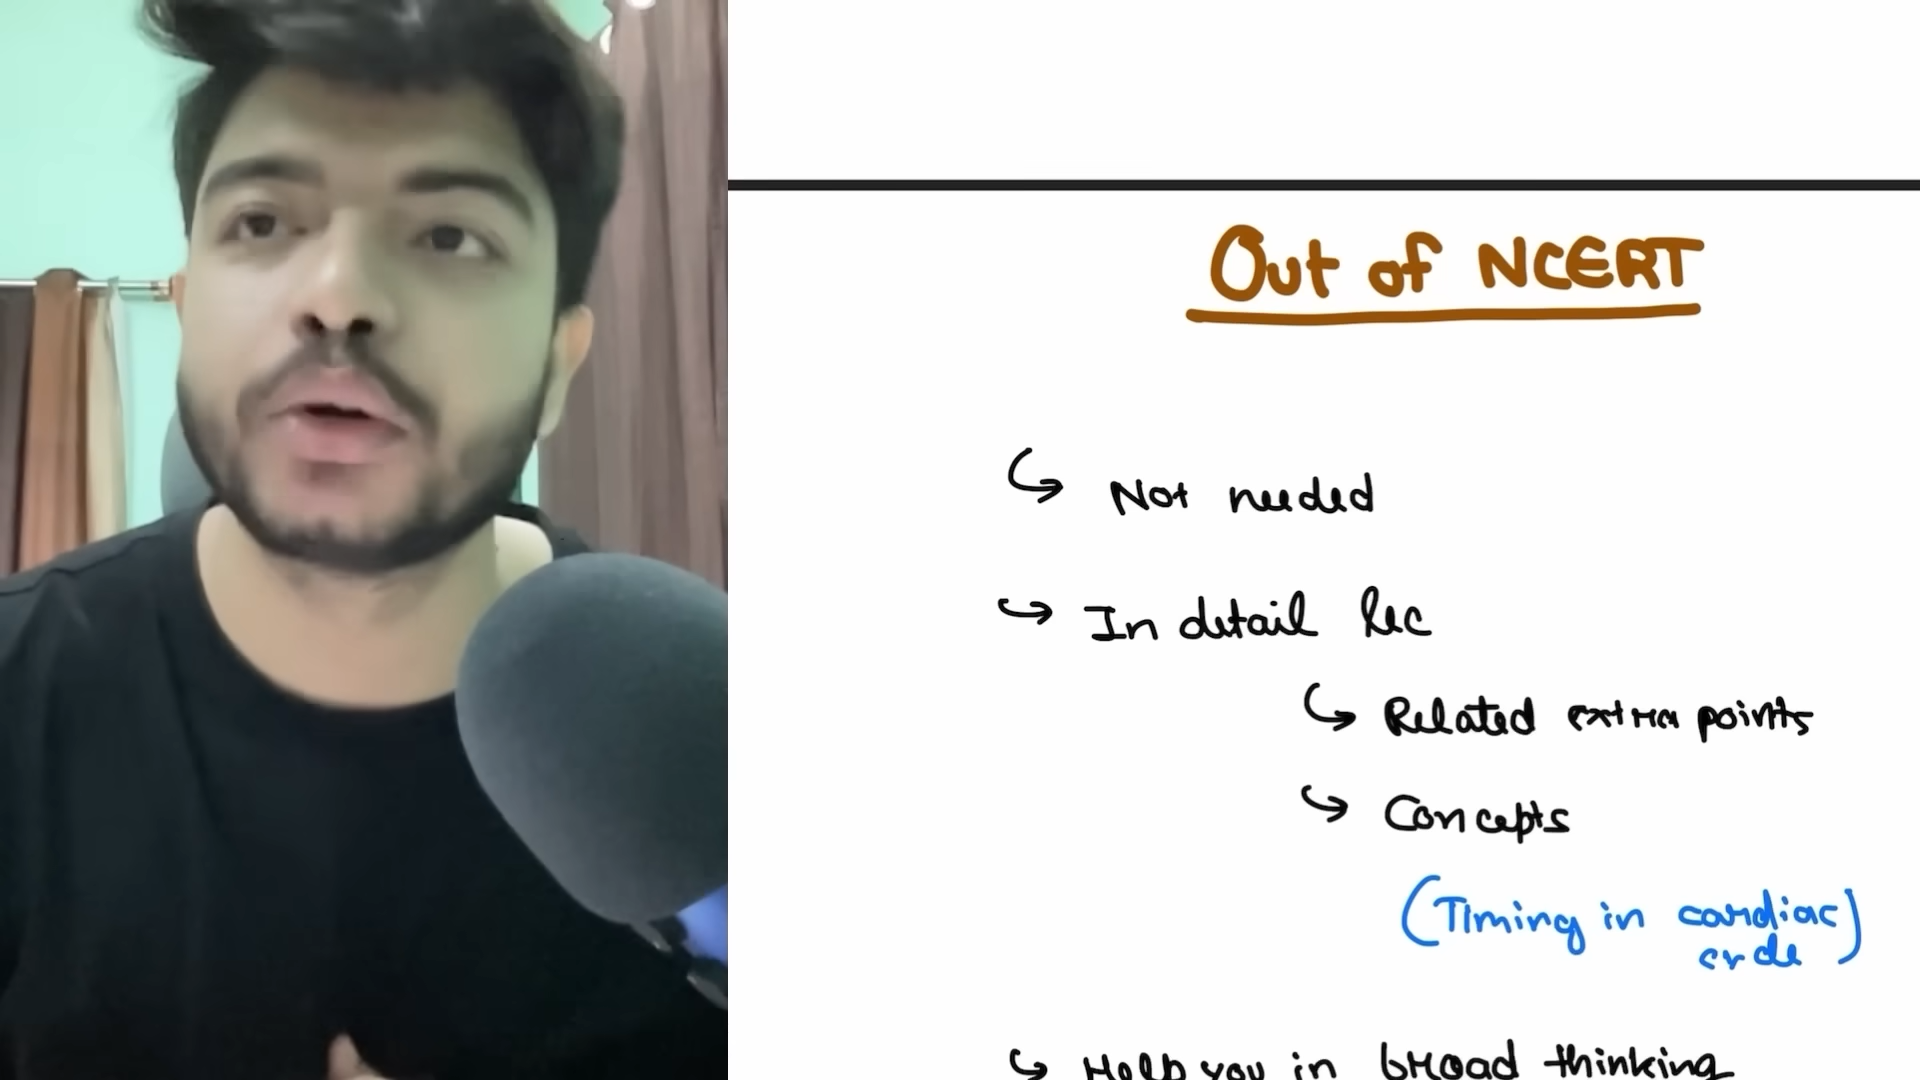 Out of NCERT
Not needed
In detail lec
Related extra points
Concepts
(Timing in cardiac
cycle)
Help you in broad thinking